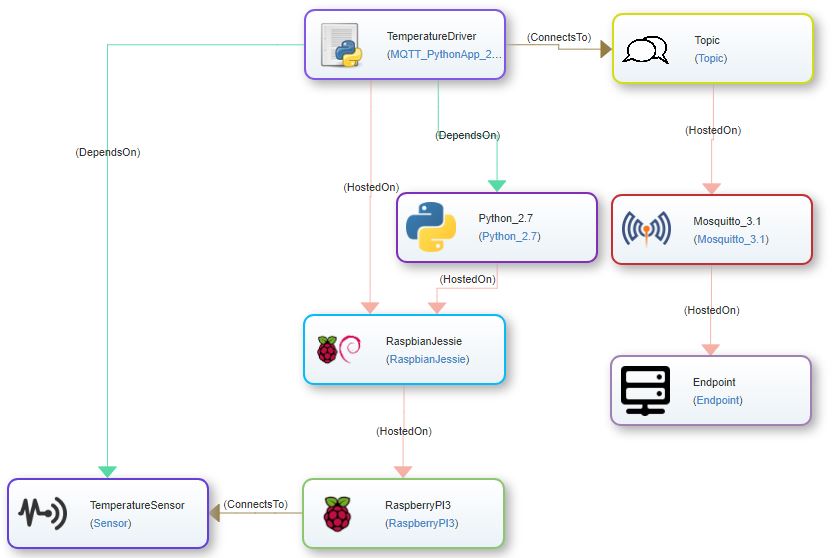 TemperatureDriver
(MQTT_PythonApp_2...
(ConnectsTo)
Topic
(Topic)
(DependsOn)
(HostedOn)
(DependsOn)
(HostedOn)
Python_2.7
(Python_2.7)
Mosquitto_3.1
(Mosquitto_3.1)
(HostedOn)
(HostedOn)
RaspbianJessie
(RaspbianJessie)
Endpoint
(Endpoint)
(HostedOn)
TemperatureSensor
(Sensor)
(ConnectsTo)
RaspberryPI3
(RaspberryPI3)